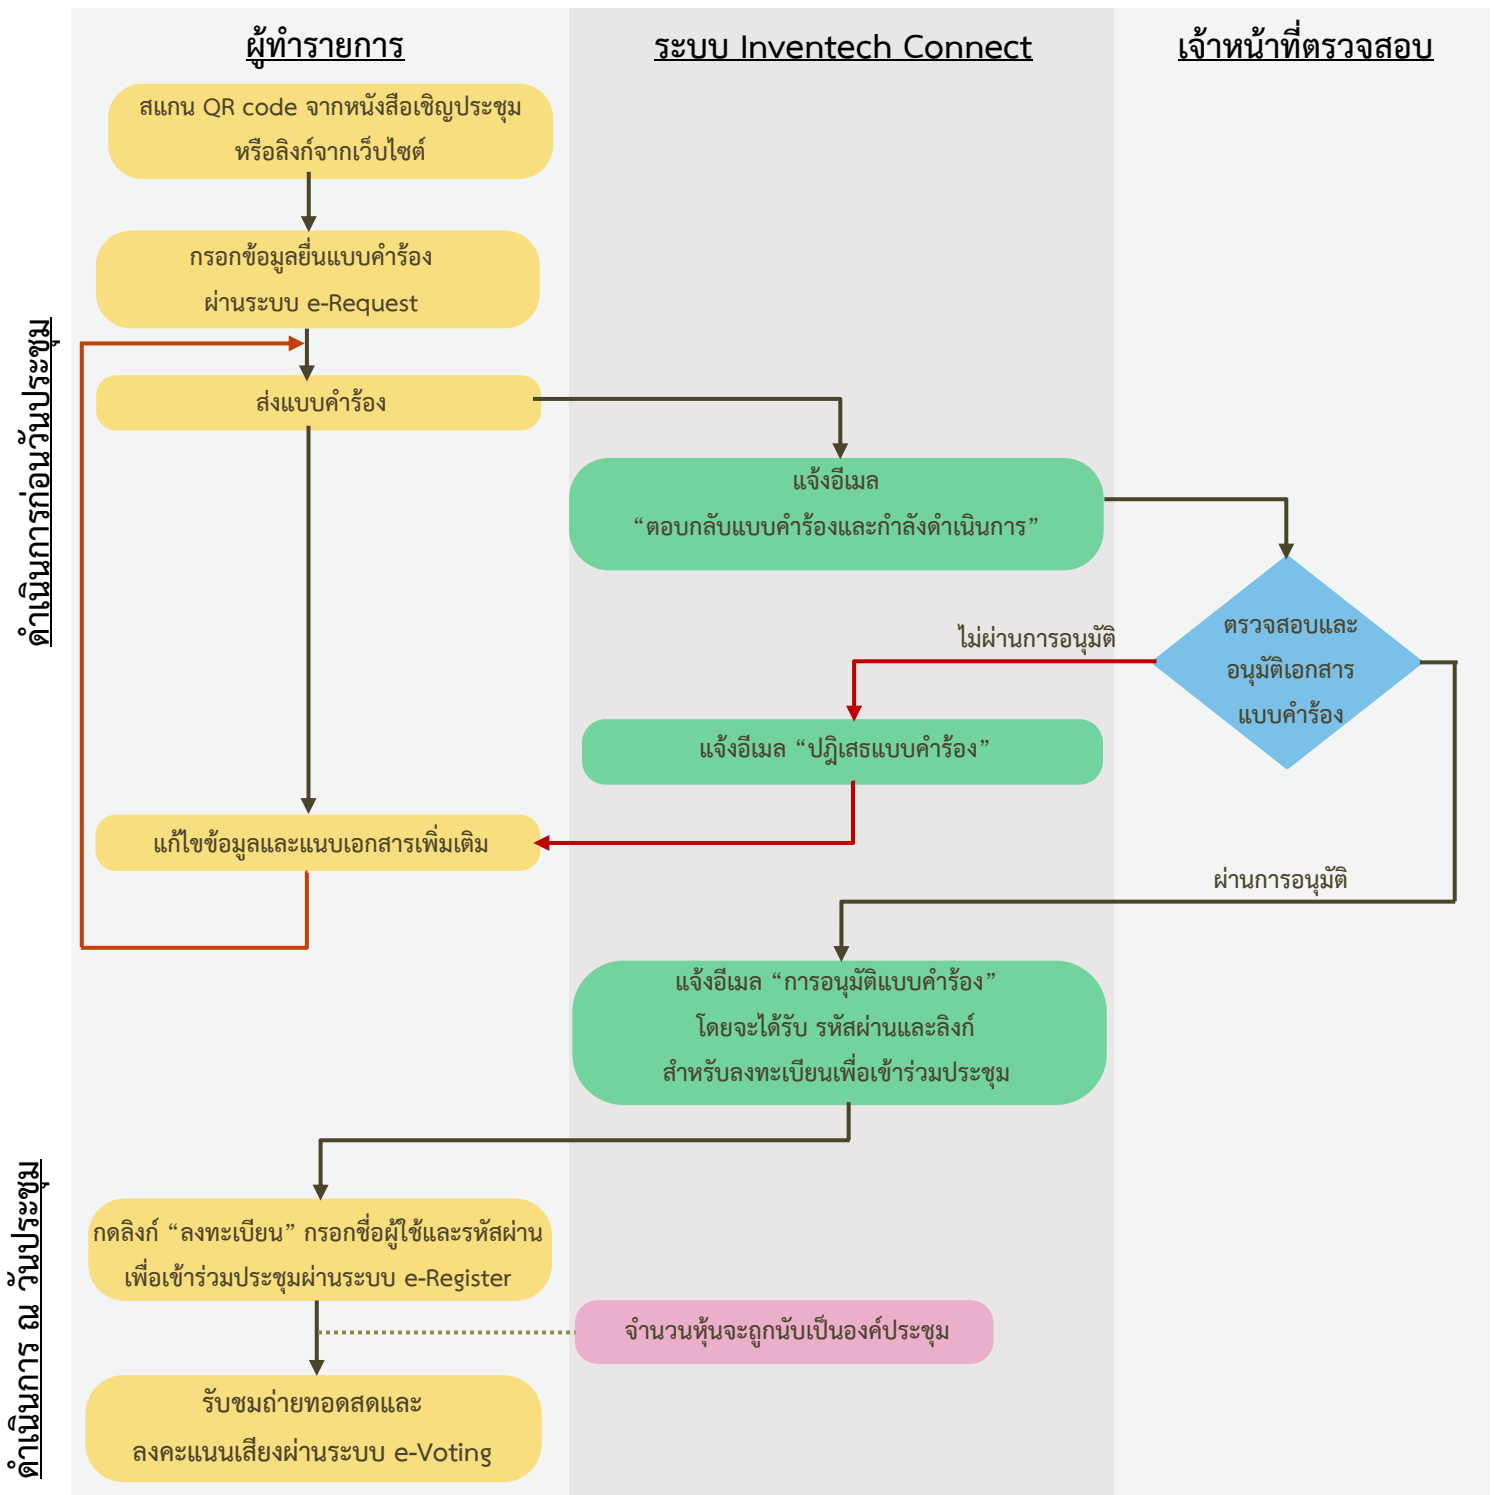 ผู้ทำรายการ
ระบบ Inventech Connect
เจ้าหน้าที่ตรวจสอบ
ดำเนินการก่อนวันประชุม
สแกน QR code จากหนังสือเชิญประชุม
หรือลิงก์จากเว็บไซต์
กรอกข้อมูลยื่นแบบคำร้อง
ผ่านระบบ e-Request
ส่งแบบคำร้อง
แจ้งอีเมล
“ตอบกลับแบบคำร้องและกำลังดำเนินการ”
ตรวจสอบและ
อนุมัติเอกสาร
แบบคำร้อง
ไม่ผ่านการอนุมัติ
แจ้งอีเมล “ปฎิเสธแบบคำร้อง”
แก้ไขข้อมูลและแนบเอกสารเพิ่มเติม
ผ่านการอนุมัติ
แจ้งอีเมล “การอนุมัติแบบคำร้อง”
โดยจะได้รับ รหัสผ่านและลิงก์
สำหรับลงทะเบียนเพื่อเข้าร่วมประชุม
ดำเนินการ ณ วันประชุม
กดลิงก์ “ลงทะเบียน” กรอกชื่อผู้ใช้และรหัสผ่าน
เพื่อเข้าร่วมประชุมผ่านระบบ e-Register
จำนวนหุ้นจะถูกนับเป็นองค์ประชุม
รับชมถ่ายทอดสดและ
ลงคะแนนเสียงผ่านระบบ e-Voting